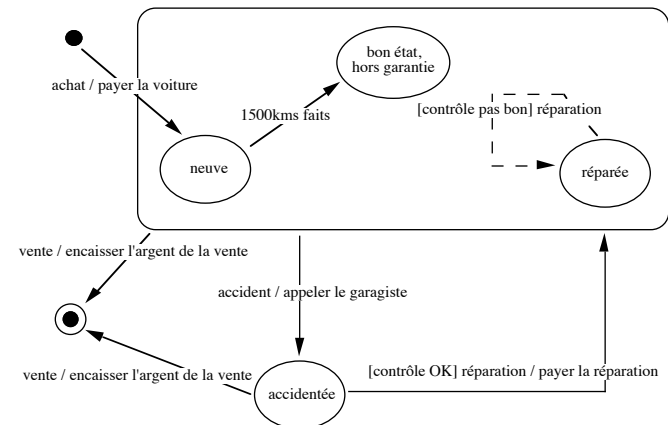 bon état,
hors garantie
achat / payer la voiture
1500kms faits
[contrôle pas bon] réparation
neuve
réparée
vente / encaisser l'argent de la vente
accident / appeler le garagiste
vente / encaisser l'argent de la vente
[contrôle OK] réparation / payer la réparation
accidentée